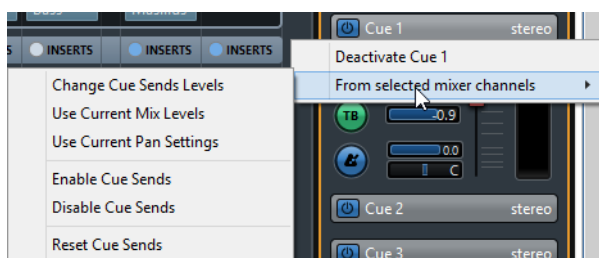 Cue 1 stereo
INSERTS INSERTS INSERTS
Deactivate Cue 1
From selected mixer channels
Change Cue Sends Levels
Use Current Mix Levels
Use Current Pan Settings
Enable Cue Sends
Disable Cue Sends
Reset Cue Sends
TB -0.9
0.0
C
Cue 2 stereo
Cue 3 stereo